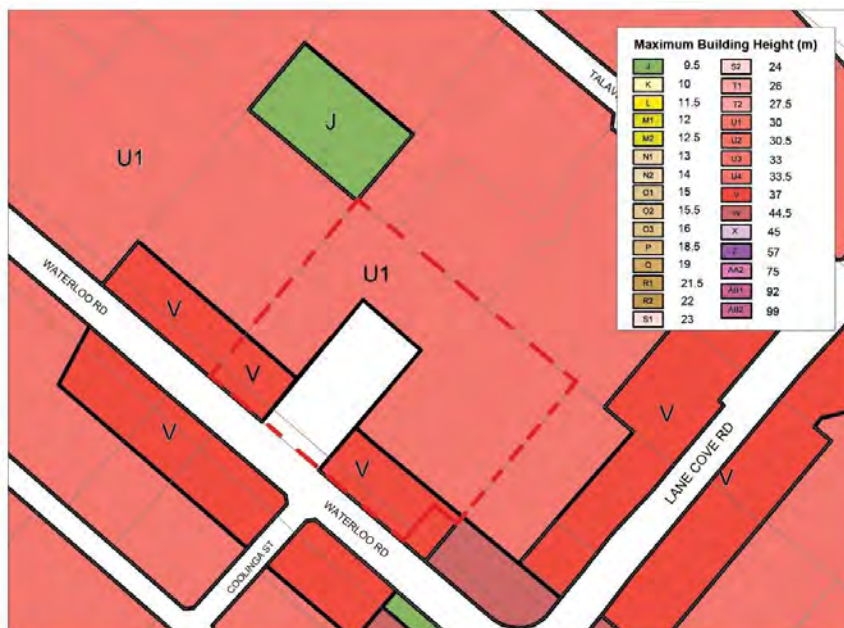 Maximum Building Height (m)
J 9.5
K 10
L 11.5
M1 12
M2 12.5
N1 13
N2 14
O1 15
O2 15.5
O3 16
P 18.5
Q 19
R1 21.5
R2 22
S1 23
S2 24
T1 26
T2 27.5
U1 30
U2 30.5
U3 33
U4 33.5
V 37
W 44.5
X 45
Z 57
AA2 75
AB1 92
AB2 99
TALAV
J
U1
U1
WATERLOO RD
V
V
V
V
V
V
LANE COVE RD
WATERLOO RD
COOLINGA ST